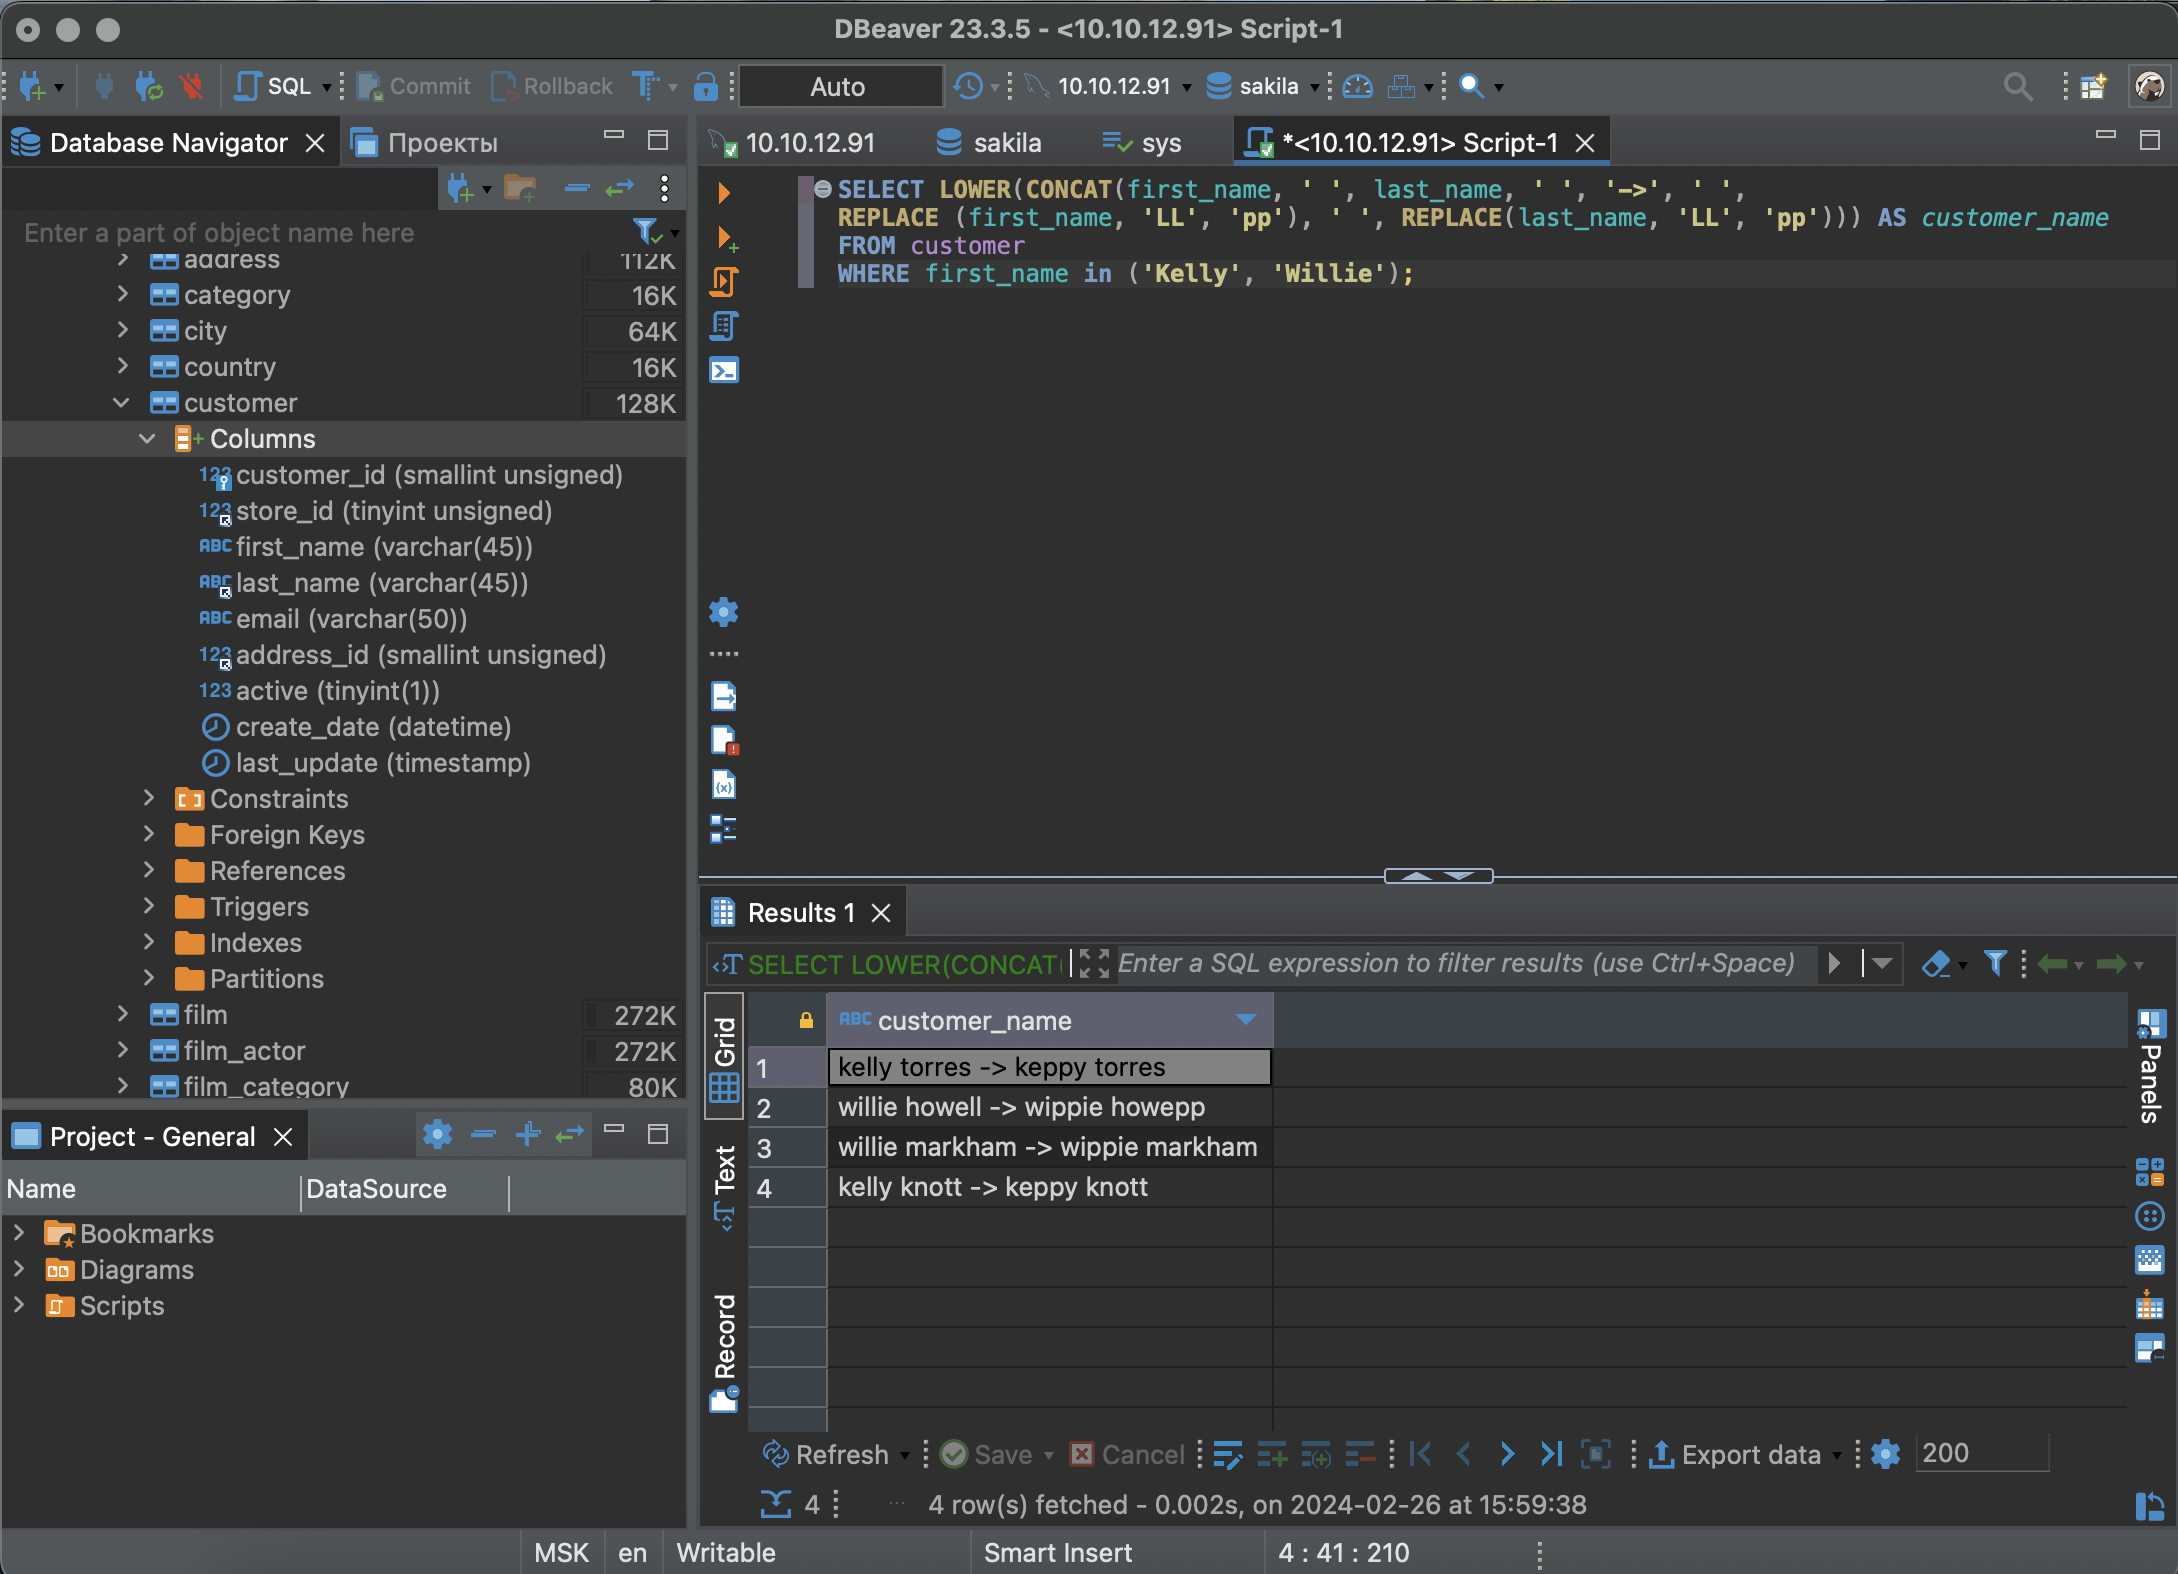 DBeaver 23.3.5 - <10.10.12.91> Script-1
SQL Commit Rollback Auto 10.10.12.91 sakila
Database Navigator Проекты
Enter a part of object name here
address 112K
category 16K
city 64K
country 16K
customer 128K
Columns
123 customer_id (smallint unsigned)
123 store_id (tinyint unsigned)
ABC first_name (varchar(45))
ABC last_name (varchar(45))
ABC email (varchar(50))
123 address_id (smallint unsigned)
123 active (tinyint(1))
create_date (datetime)
last_update (timestamp)
Constraints
Foreign Keys
References
Triggers
Indexes
Partitions
film 272K
film_actor 272K
film_category 80K
Project - General
Name DataSource
Bookmarks
Diagrams
Scripts
10.10.12.91 sakila sys *<10.10.12.91> Script-1
SELECT LOWER(CONCAT(first_name, ' ', last_name, ' ', '->', ' ',
REPLACE (first_name, 'LL', 'pp'), ' ', REPLACE(last_name, 'LL', 'pp'))) AS customer_name
FROM customer
WHERE first_name in ('Kelly', 'Willie');
Results 1
SELECT LOWER(CONCAT( Enter a SQL expression to filter results (use Ctrl+Space)
Grid
Text
Record
ABC customer_name
1 kelly torres -> keppy torres
2 willie howell -> wippie howepp
3 willie markham -> wippie markham
4 kelly knott -> keppy knott
Panels
Refresh Save Cancel Export data 200
4 ... 4 row(s) fetched - 0.002s, on 2024-02-26 at 15:59:38
MSK en Writable Smart Insert 4 : 41 : 210